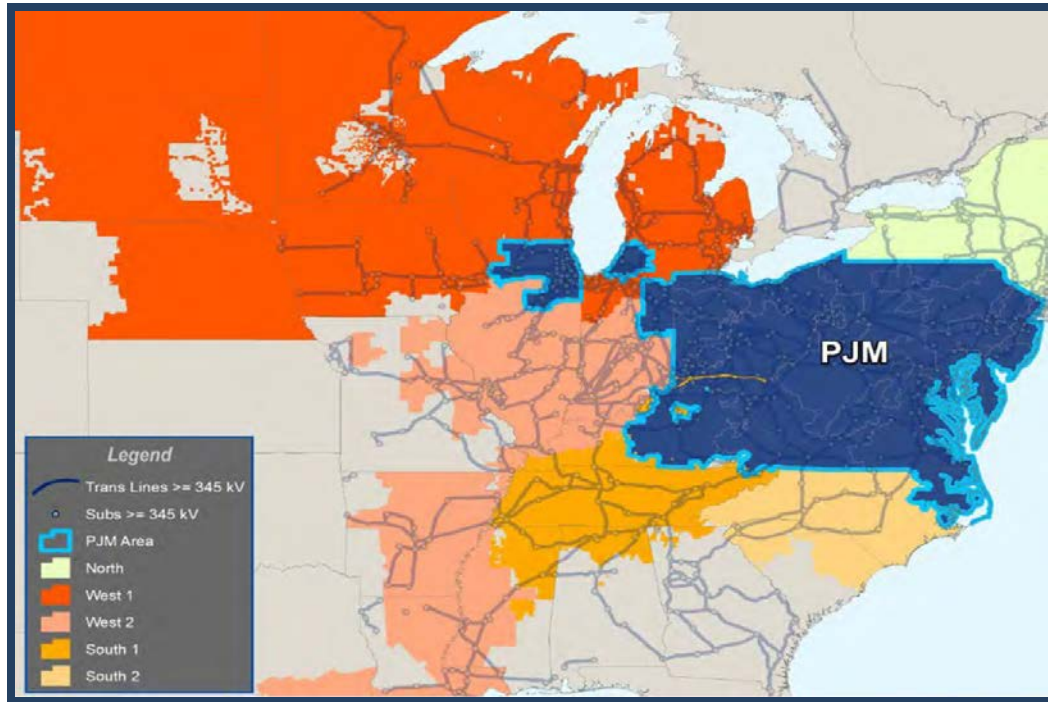 PJM
Legend
Trans Lines >= 345 kV
Subs >= 345 kV
PJM Area
North
West 1
West 2
South 1
South 2